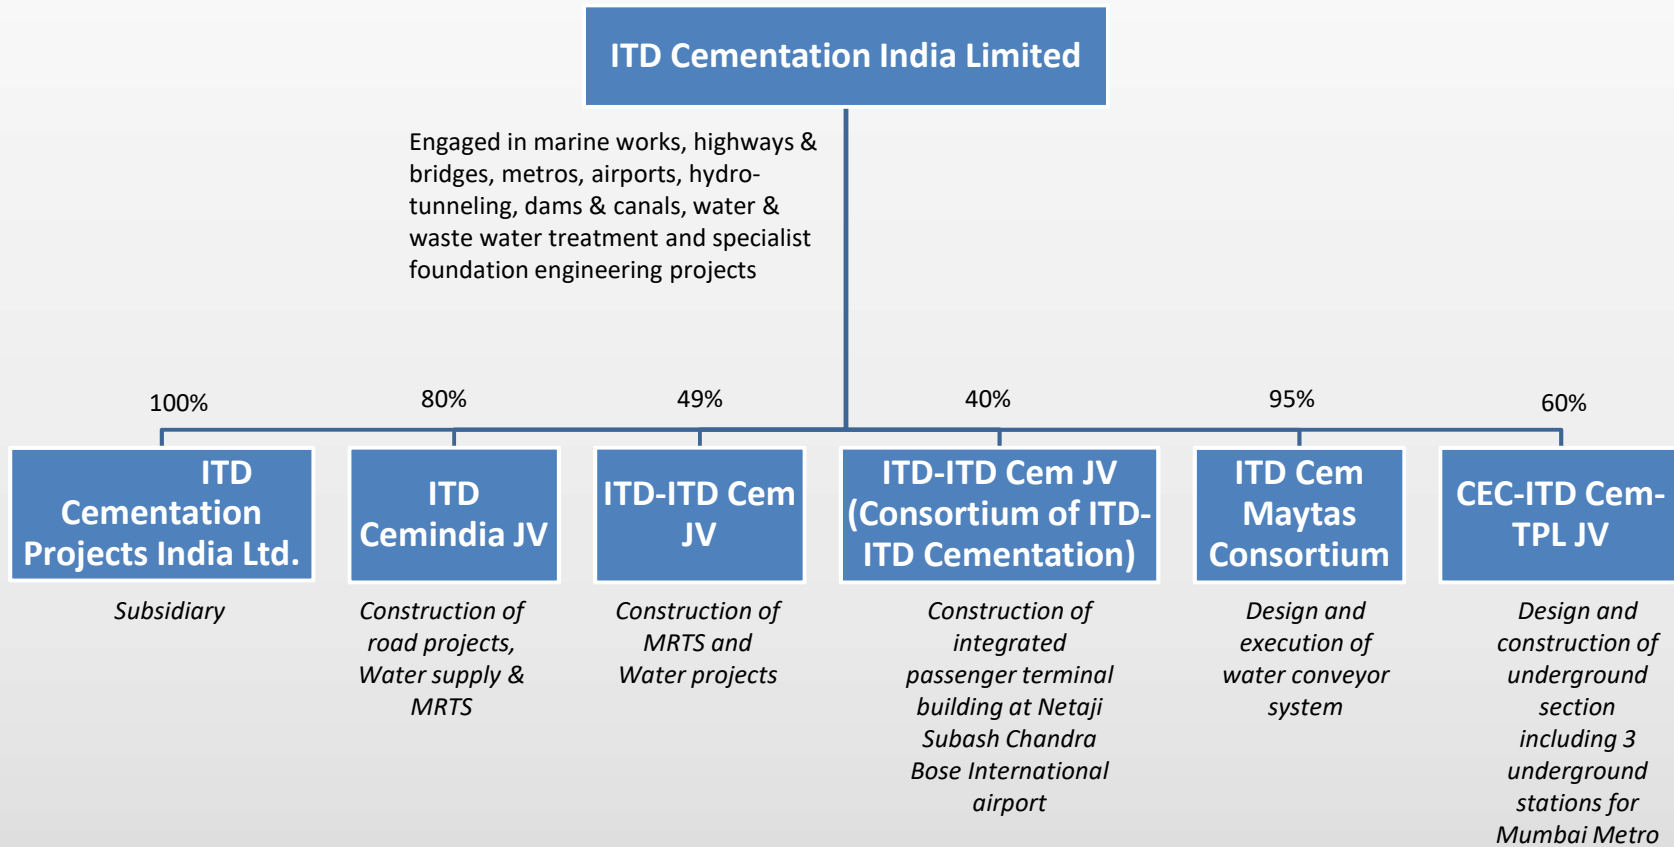 ITD Cementation India Limited
Engaged in marine works, highways &
bridges, metros, airports, hydro-
tunneling, dams & canals, water &
waste water treatment and specialist
foundation engineering projects
100%
80%
49%
40%
95%
60%
ITD
Cementation
Projects India Ltd.
ITD
Cemindia JV
ITD-ITD Cem
JV
ITD-ITD Cem JV
(Consortium of ITD-
ITD Cementation)
ITD Cem
Maytas
Consortium
CEC-ITD Cem-
TPL JV
Subsidiary
Construction of
road projects,
Water supply &
MRTS
Construction of
MRTS and
Water projects
Construction of
integrated
passenger terminal
building at Netaji
Subash Chandra
Bose International
airport
Design and
execution of
water conveyor
system
Design and
construction of
underground
section
including 3
underground
stations for
Mumbai Metro